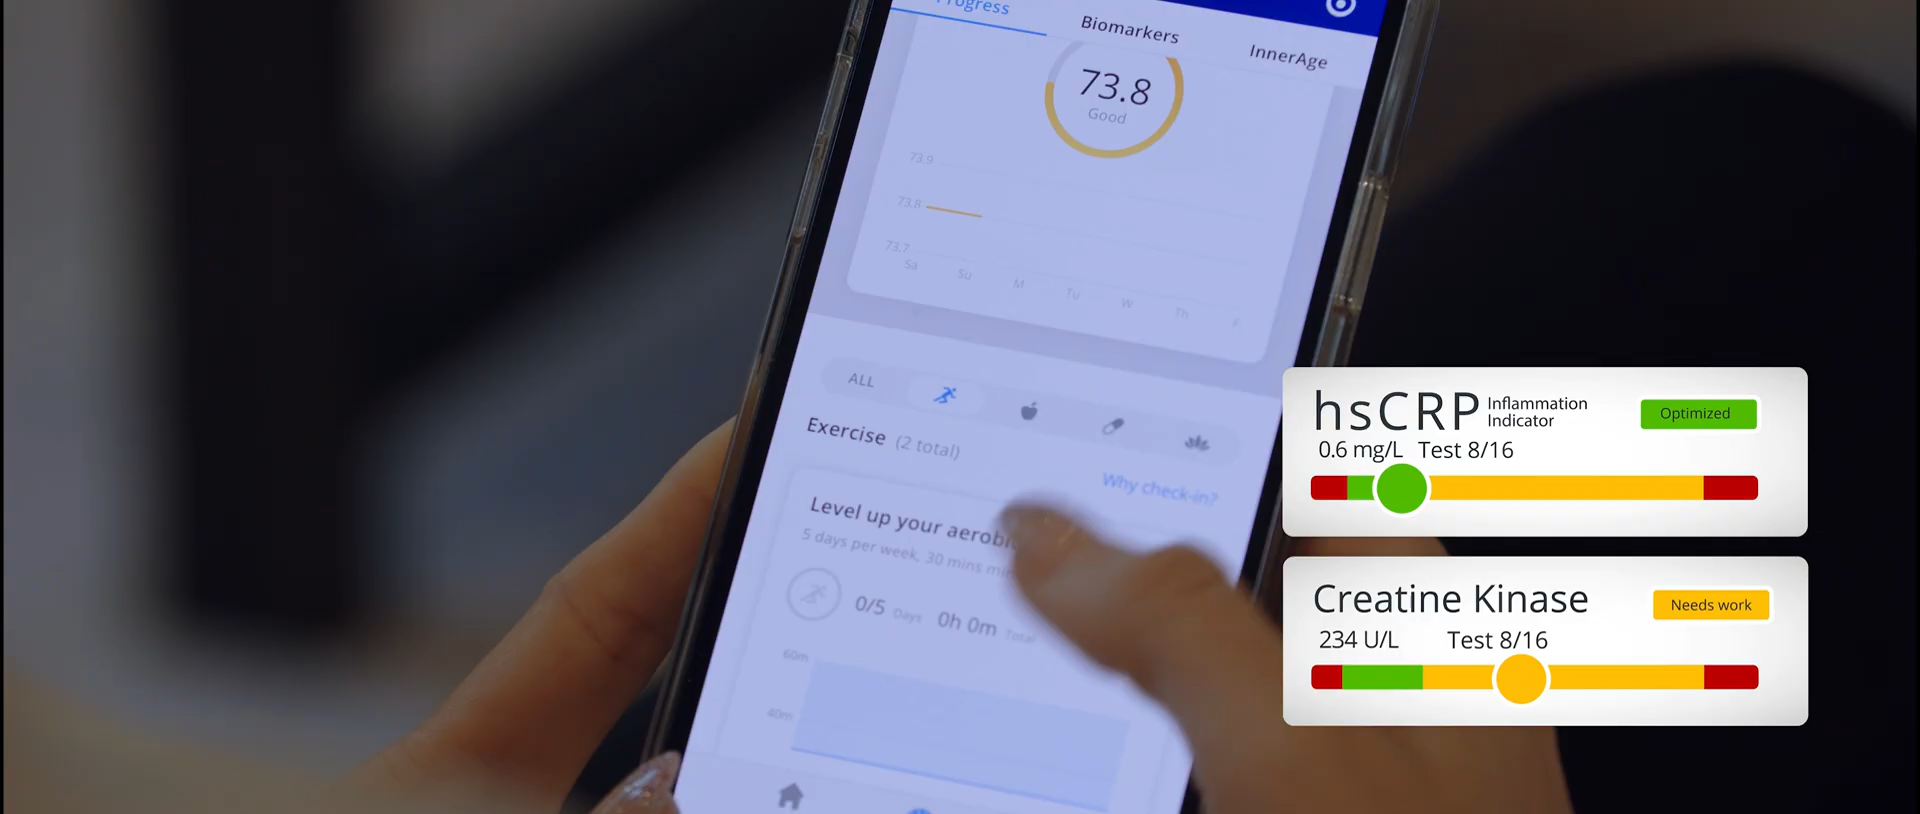 Progress
Biomarkers
InnerAge
73.8
Good
73.9
73.8
73.7
Sa Su M Tu W Th F
ALL
Exercise (2 total)
Why check-in?
Level up your
5 days per week, 30 mins
0/5 Days 0h 0m Total
60m
40m
hsCRP Inflammation
Indicator
Optimized
0.6 mg/L Test 8/16
Creatine Kinase
Needs work
234 U/L Test 8/16